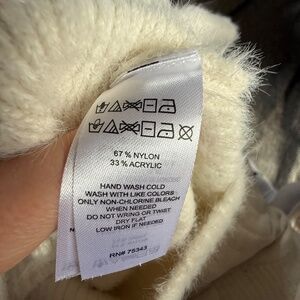 67% NYLON
33% ACRYLIC
HAND WASH COLD
WASH WITH LIKE COLORS
ONLY NON-CHLORINE BLEACH
WHEN NEEDED
DO NOT WRING OR TWIST
DRY FLAT
LOW IRON IF NEEDED
RN# 75343